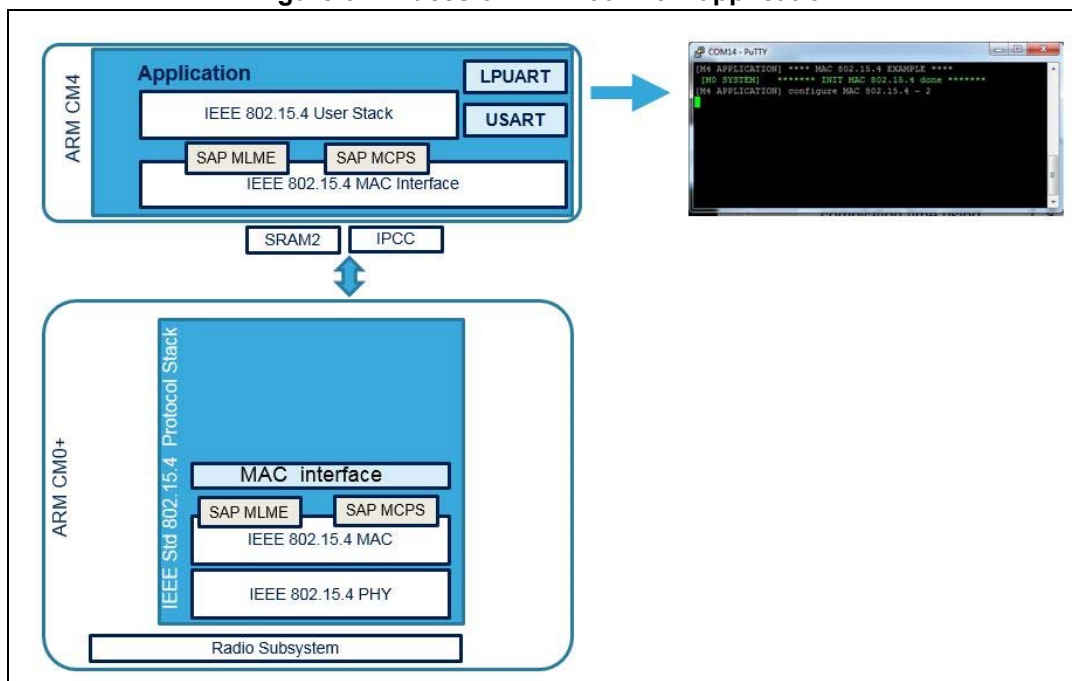 ARM CM4
Application
LPUART
IEEE 802.15.4 User Stack
USART
SAP MLME
SAP MCPS
IEEE 802.15.4 MAC Interface
SRAM2
IPCC
COM14 - PuTTY
[M4 APPLICATION] **** MAC 802.15.4 EXAMPLE ****
[M0 SYSTEM] ******* INIT MAC 802.15.4 done *******
[M4 APPLICATION] configure MAC 802.15.4 - 2
ARM CM0+
IEEE Std 802.15.4 Protocol Stack
MAC interface
SAP MLME
SAP MCPS
IEEE 802.15.4 MAC
IEEE 802.15.4 PHY
Radio Subsystem